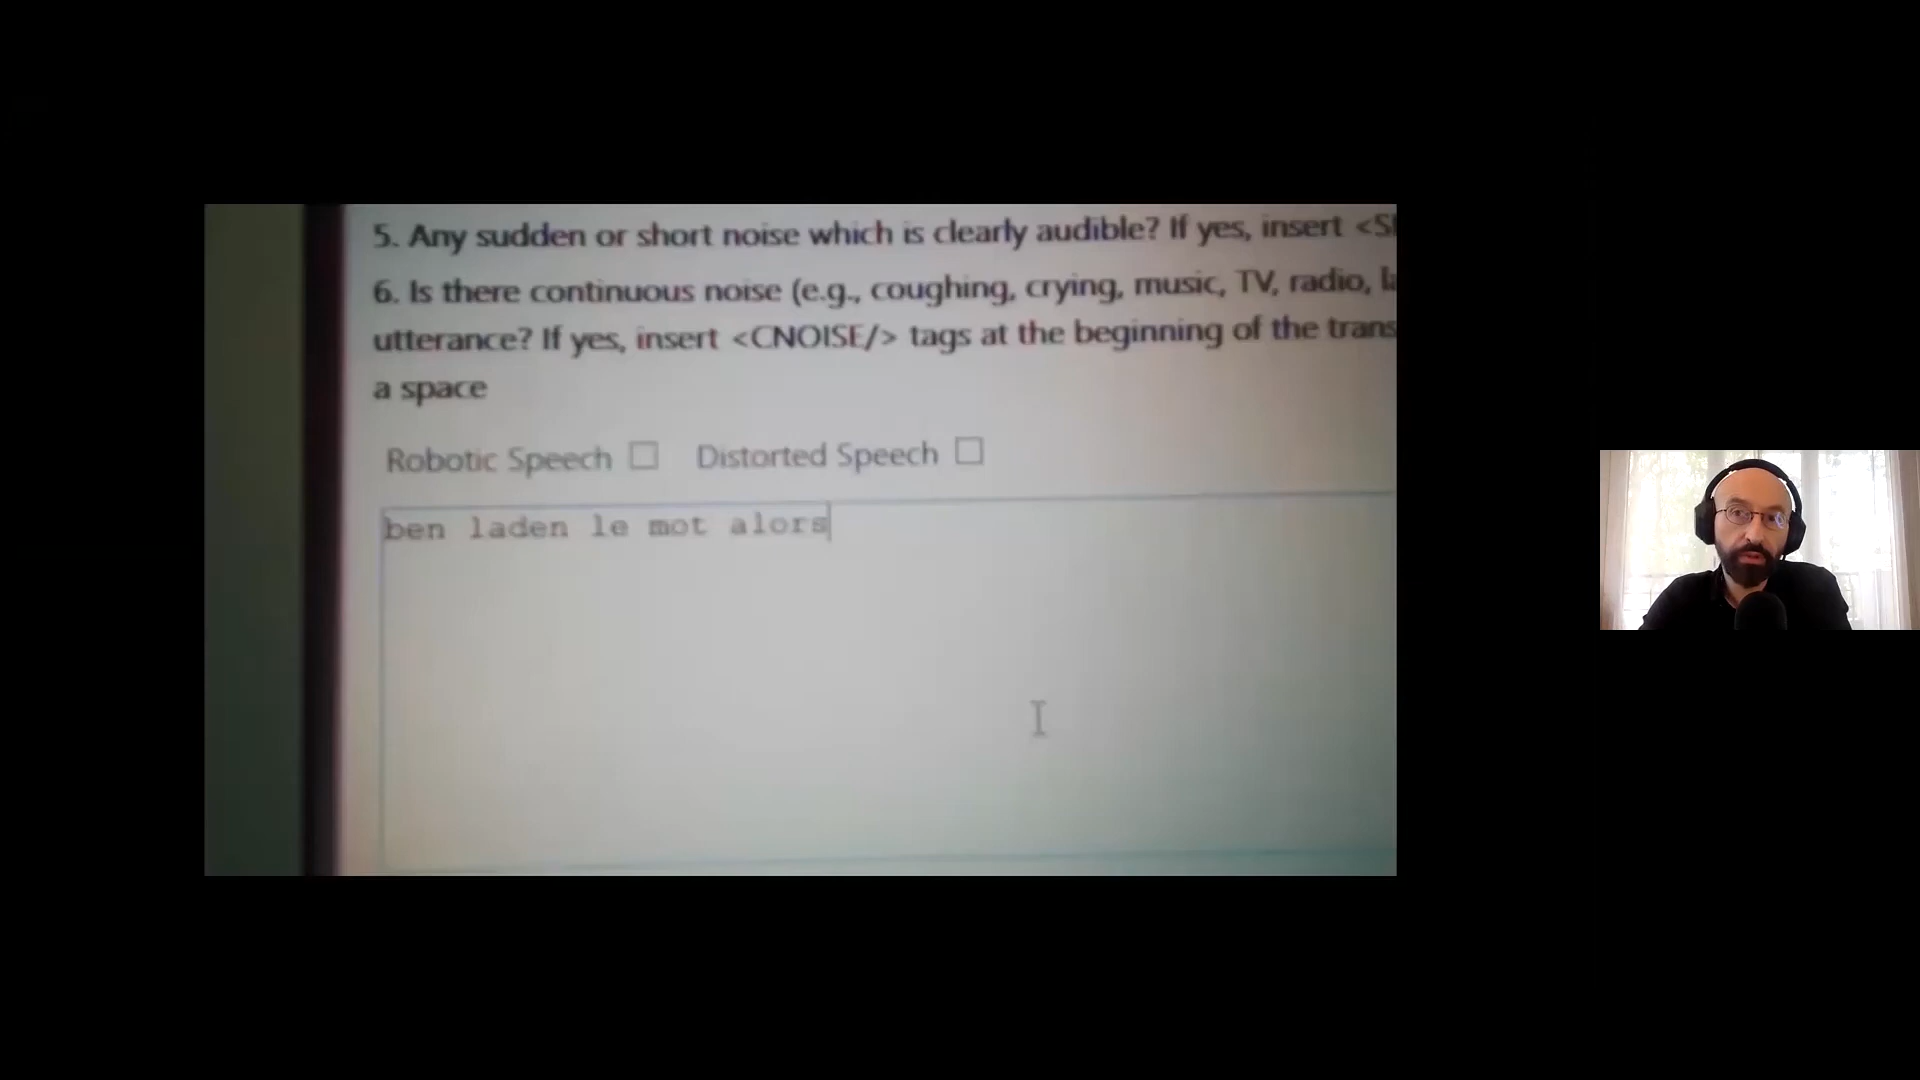 5. Any sudden or short noise which is clearly audible? If yes, insert
6. Is there continuous noise (e.g., coughing, crying, music, TV, radio,
utterance? If yes, insert <CNOISE/> tags at the beginning of the
a space
Robotic Speech Distorted Speech
ben laden le mot alors